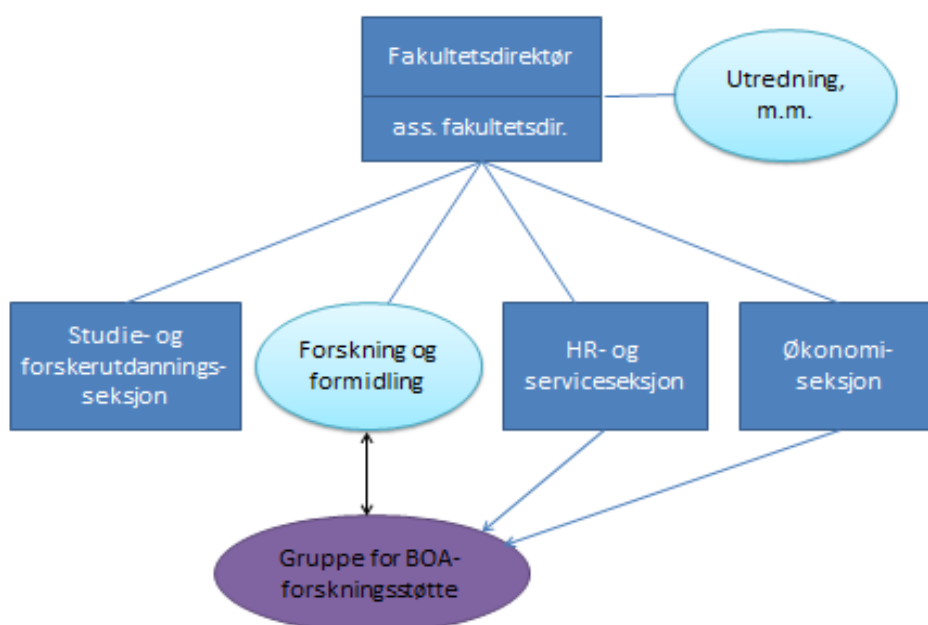 Fakultetsdirektør
ass. fakultetsdir.
Utredning,
m.m.
Studie- og
forskerutdannings-
seksjon
Forskning og
formidling
HR- og
serviceseksjon
Økonomi-
seksjon
Gruppe for BOA-
forskningsstøtte